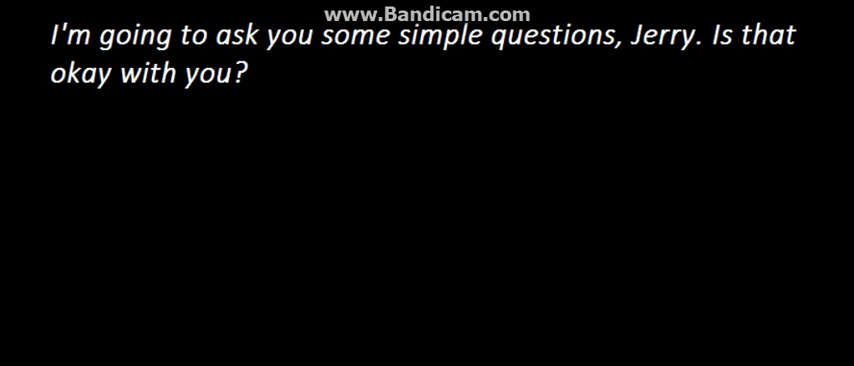 www.Bandicam.com
I'm going to ask you some simple questions, Jerry. Is that
okay with you?